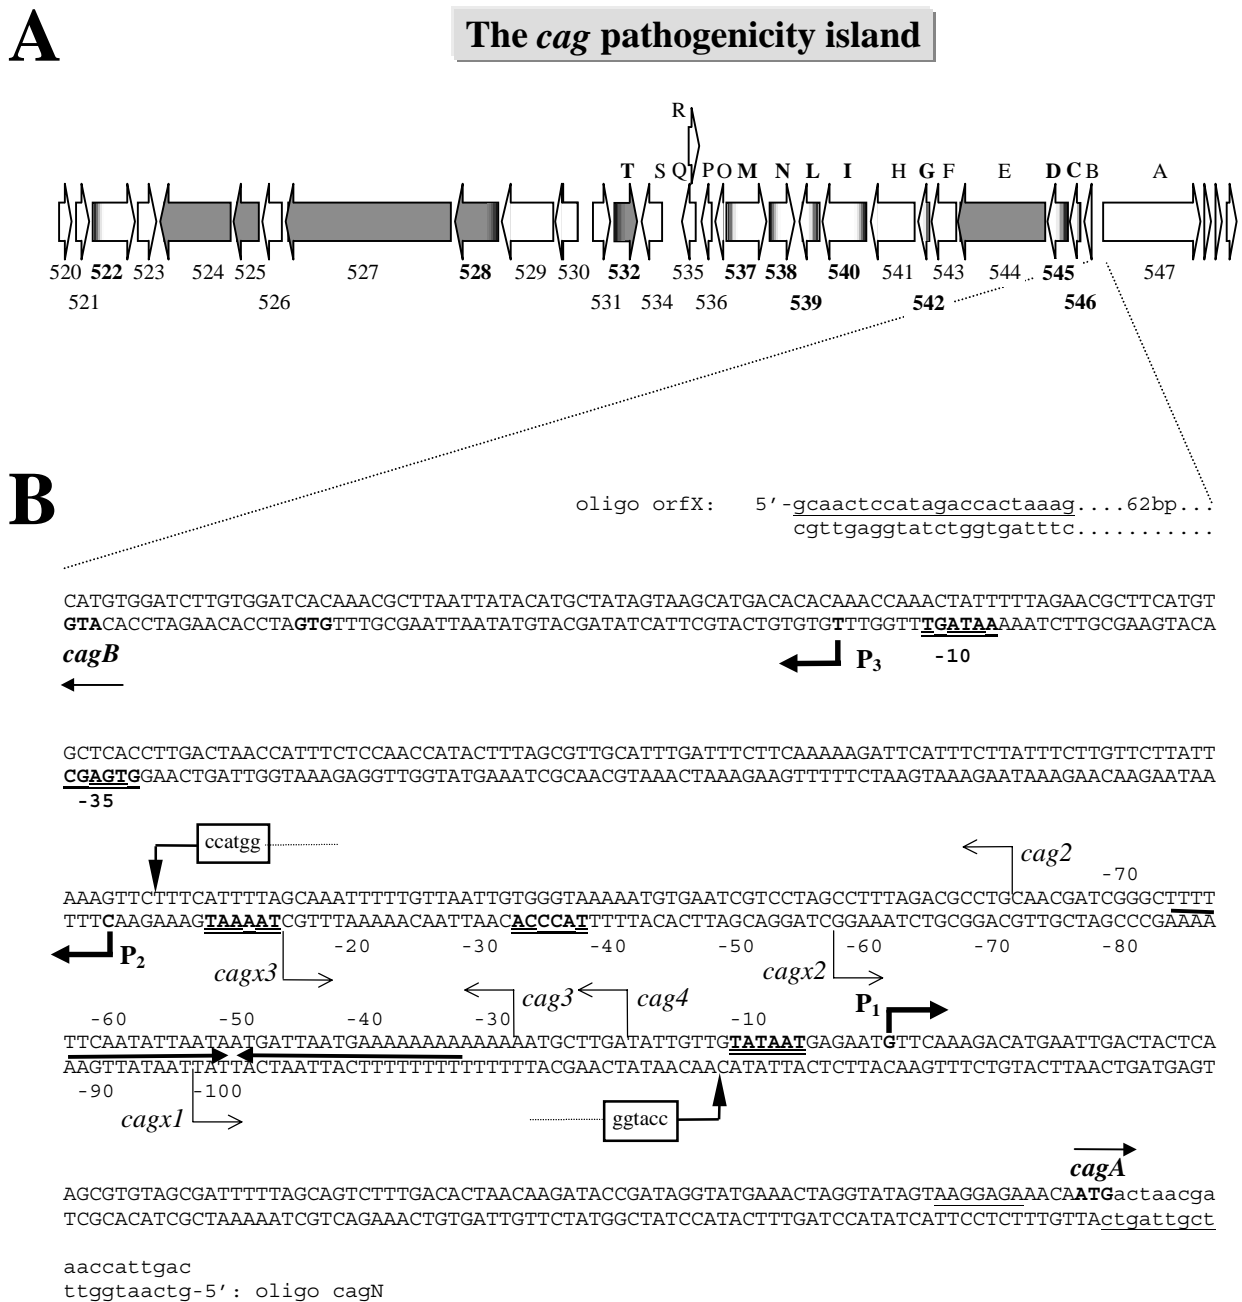 A
The cag pathogenicity island
R
T S Q P O M N L I H G F E D C B A
520 522 523 524 525 527 528 529 530 532 535 537 538 540 541 543 544 545 547
521 526 531 534 536 539 542 546
B
oligo orfX: 5'-gcaactccatagaccactaaag....62bp...
cgttgaggtatctggtgatttc...........
CATGTGGATCTTGTGGATCACAAACGCTTAATTATACATGCTATAGTAAGCATGACACACAAACCAAACTATTTTTAGAACGCTTCATGT
GTACACCTAGAACACCTAGTGTTTGCGAATTAATATGTACGATATCATTCGTACTGTGTGTTTGGTTTGATAAAAATCTTGCGAAGTACA
cagB P3 -10
GCTCACCTTGACTAACCATTTCTCCAACCATACTTTAGCGTTGCATTTGATTTCTTCAAAAAGATTCATTTCTTATTTCTTGTTCTTATT
CGAGTGGAACTGATTGGTAAAGAGGTTGGTATGAAATCGCAACGTAAACTAAAGAAGTTTTTCTAAGTAAAGAATAAAGAACAAGAATAA
-35
ccatgg
cag2
-70
AAAGTTCTTTCATTTTAGCAAATTTTTGTTAATTGTGGGTAAAAATGTGAATCGTCCTAGCCTTTAGACGCCTGCAACGATCGGGCTTTT
TTTCAAGAAAGTAAAATCGTTTAAAAACAATTAACACCCATTTTTACACTTAGCAGGATCGGAAATCTGCGGACGTTGCTAGCCCGAAAA
P2 -20 -30 -40 -50 -60 -70 -80
cagx3 cagx2
cag3 cag4 P1
-60 -50 -40 -30 -10
TTCAATATTAATAATGATTAATGAAAAAAAAAAAAAATGCTTGATATTGTTGTATAATGAGAATGTTCAAAGACATGAATTGACTACTCA
AAGTTATAATTATTACTAATTACTTTTTTTTTTTTTTACGAACTATAACAACATATTACTCTTACAAGTTTCTGTACTTAACTGATGAGT
-90 -100
cagx1 ggtacc
cagA
AGCGTGTAGCGATTTTTAGCAGTCTTTGACACTAACAAGATACCGATAGGTATGAAACTAGGTATAGTAAGGAGAAACAATGactaacga
TCGCACATCGCTAAAAATCGTCAGAAACTGTGATTGTTCTATGGCTATCCATACTTTGATCCATATCATTCCTCTTTGTTActgattgct
aaccattgac
ttggtaactg-5': oligo cagN